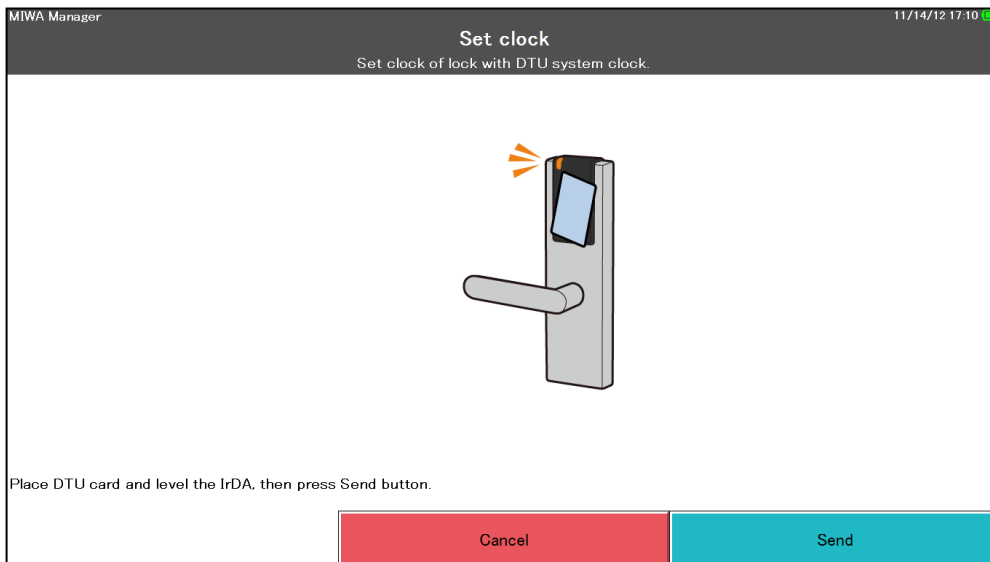 MIWA Manager 11/14/12 17:10
Set clock
Set clock of lock with DTU system clock.
Place DTU card and level the IrDA, then press Send button.
Cancel Send